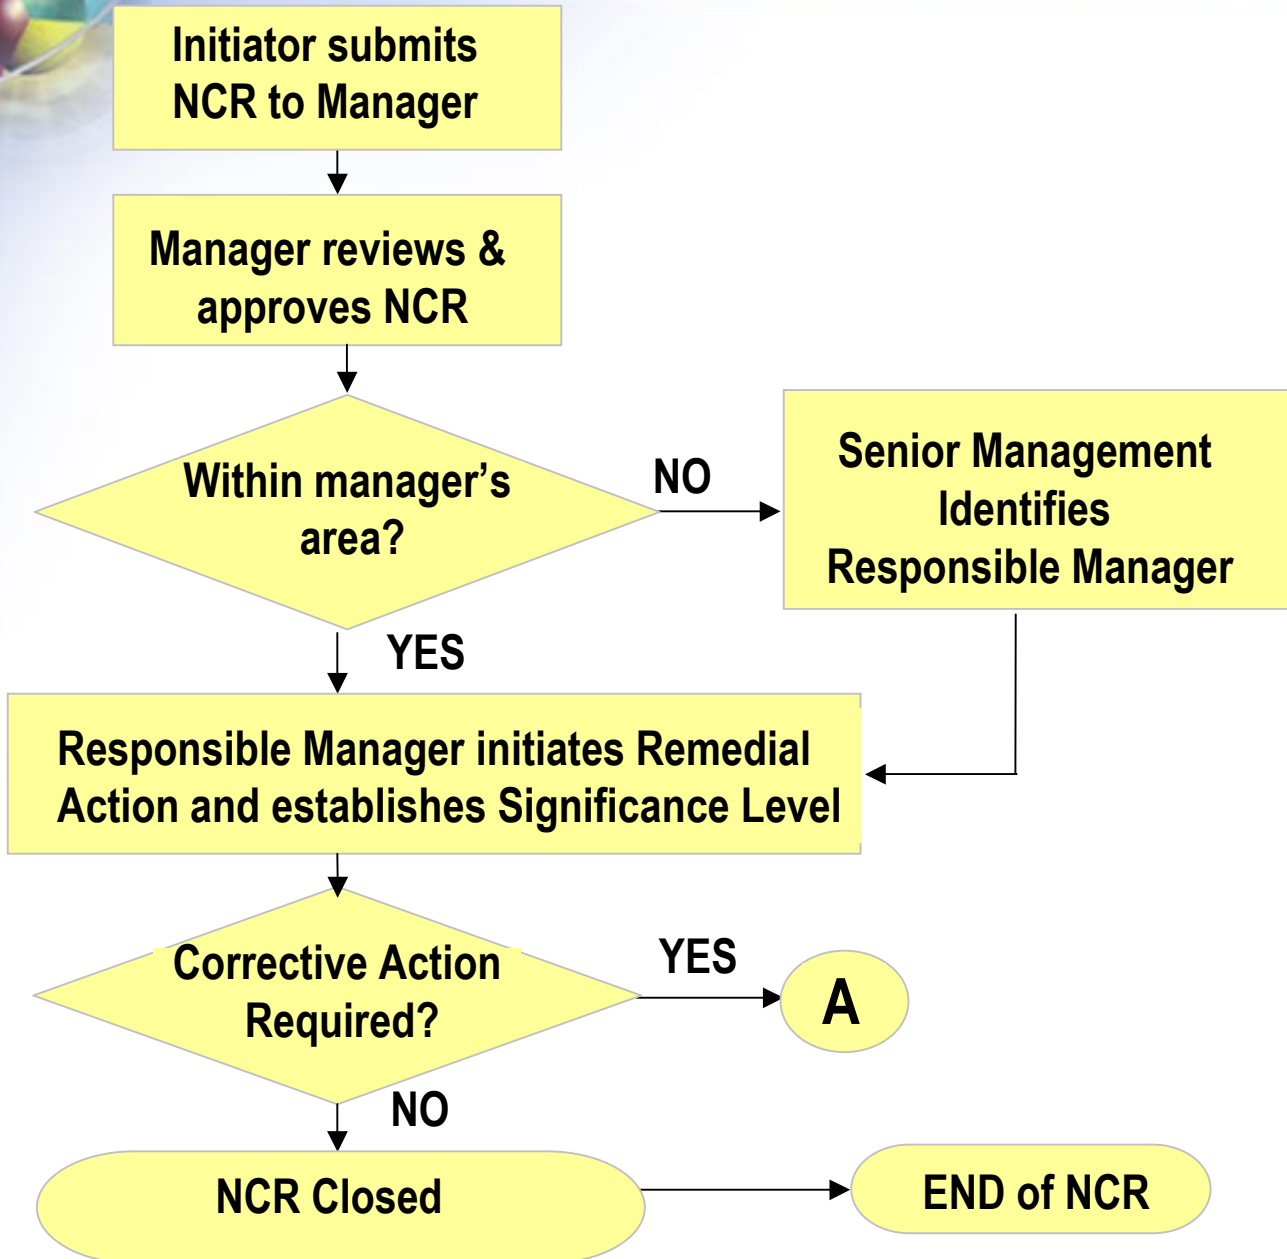 Initiator submits
NCR to Manager
Manager reviews &
approves NCR
Within manager’s
area?
NO
Senior Management
Identifies
Responsible Manager
YES
Responsible Manager initiates Remedial
Action and establishes Significance Level
Corrective Action
Required?
YES
A
NO
NCR Closed
END of NCR